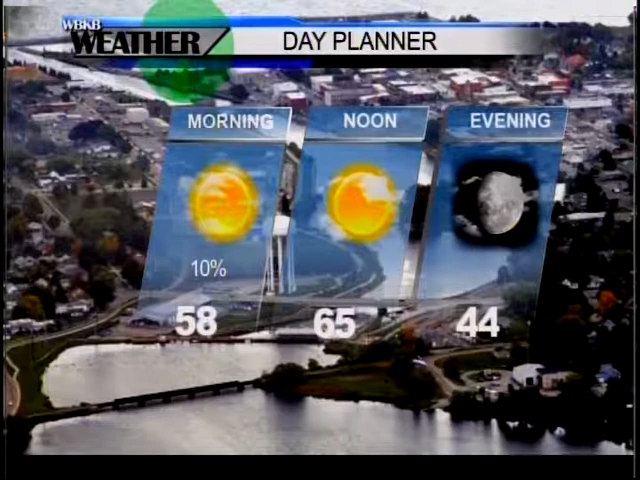 WBKB
WEATHER
DAY PLANNER
MORNING
NOON
EVENING
10%
58
65
44